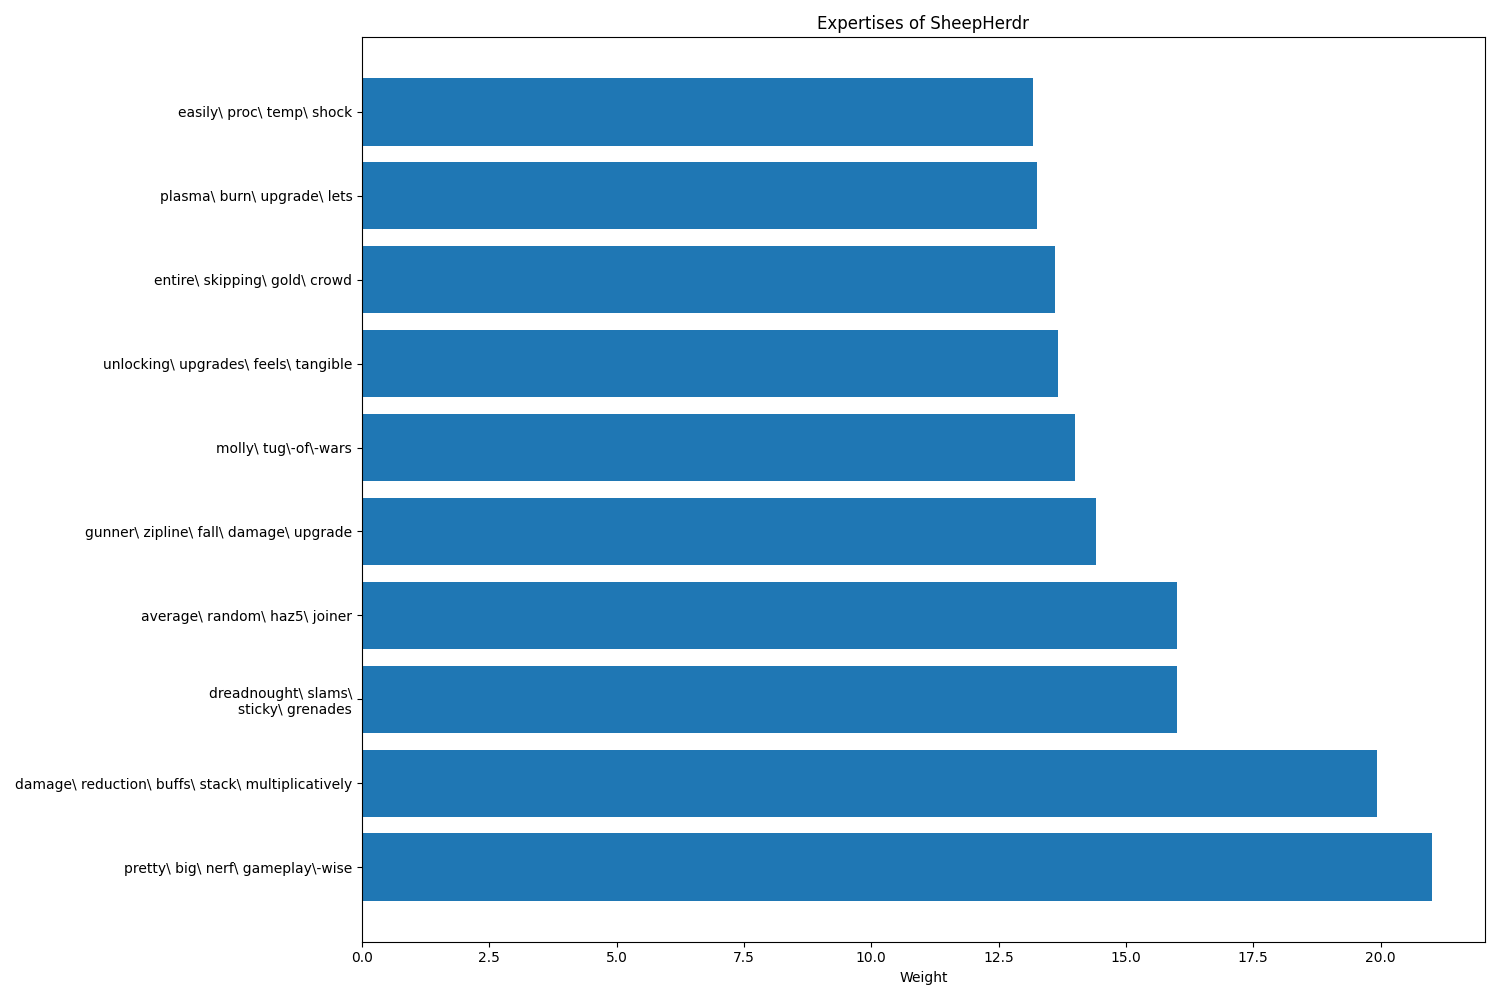 Expertises of SheepHerdr
easily\ proc\ temp\ shock
plasma\ burn\ upgrade\ lets
entire\ skipping\ gold\ crowd
unlocking\ upgrades\ feels\ tangible
molly\ tug\-of\-wars
gunner\ zipline\ fall\ damage\ upgrade
average\ random\ haz5\ joiner
dreadnought\ slams\
sticky\ grenades
damage\ reduction\ buffs\ stack\ multiplicatively
pretty\ big\ nerf\ gameplay\-wise
0.0 2.5 5.0 7.5 10.0 12.5 15.0 17.5 20.0
Weight